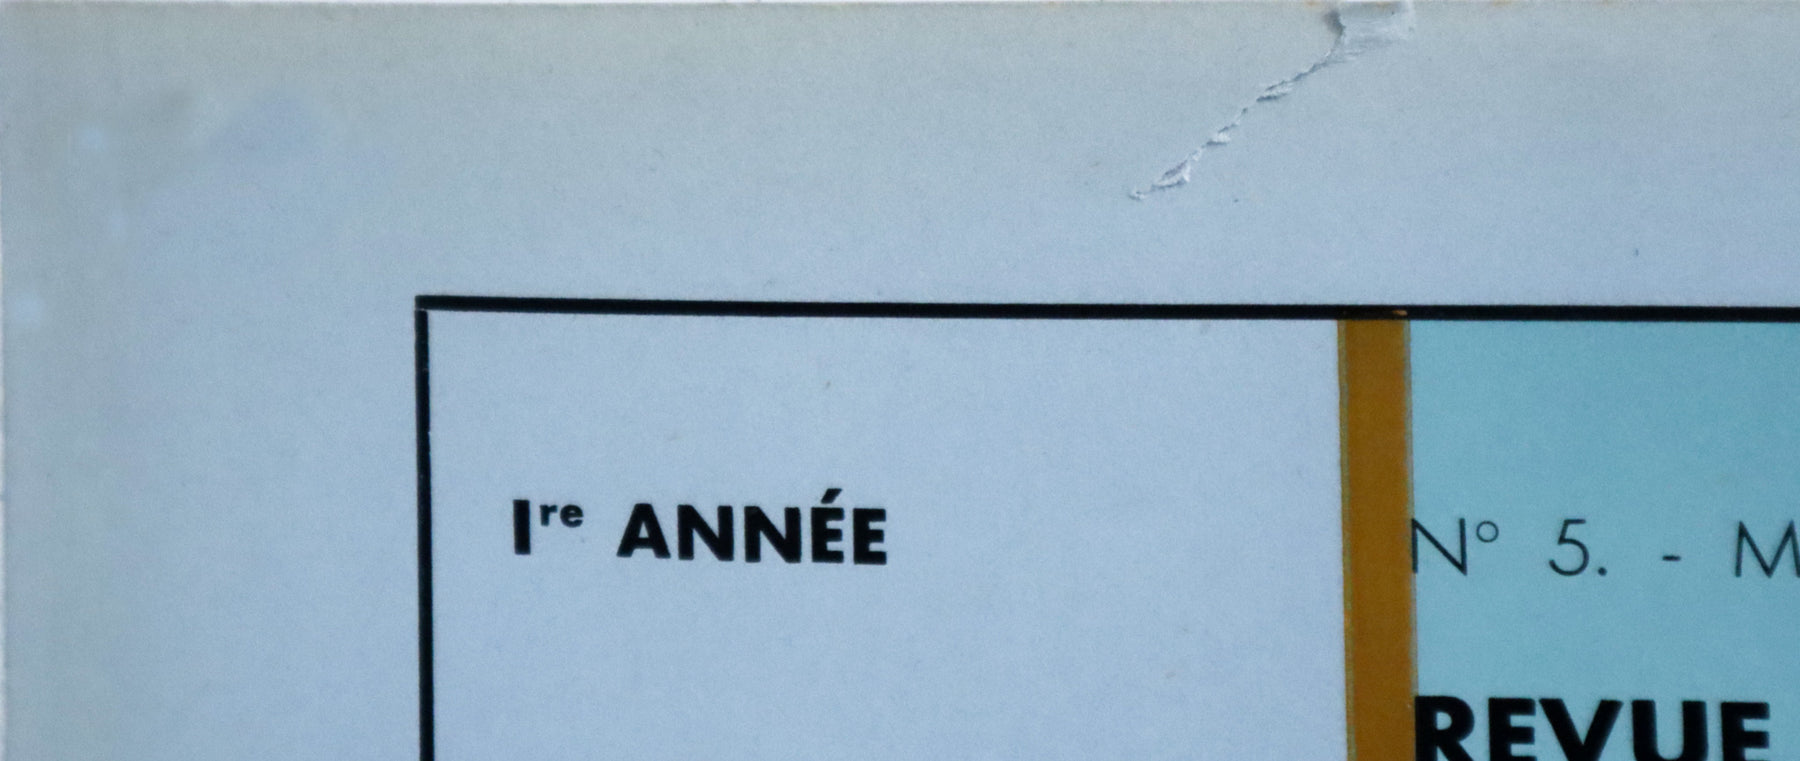 Iʳᵉ ANNÉE
N° 5. - M
REVUE